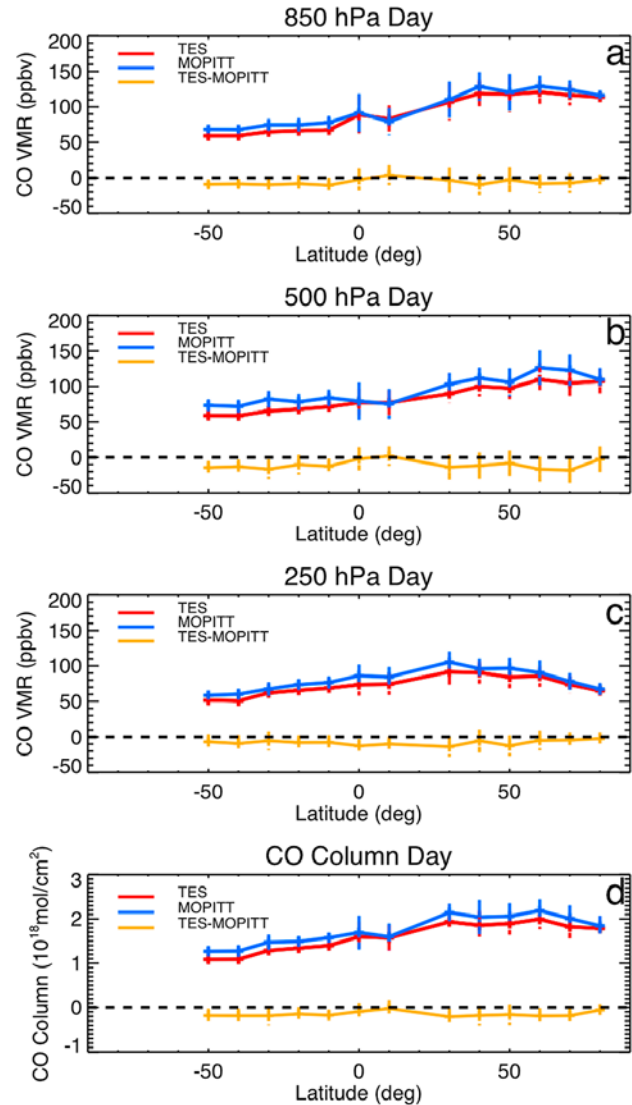 850 hPa Day
a
CO VMR (ppbv)
200
150
100
50
0
-50
TES
MOPITT
TES-MOPITT
-50 0 50
Latitude (deg)
500 hPa Day
b
CO VMR (ppbv)
200
150
100
50
0
-50
TES
MOPITT
TES-MOPITT
-50 0 50
Latitude (deg)
250 hPa Day
c
CO VMR (ppbv)
200
150
100
50
0
-50
TES
MOPITT
TES-MOPITT
-50 0 50
Latitude (deg)
CO Column Day
d
CO Column (10¹⁸mol/cm²)
3
2
1
0
-1
TES
MOPITT
TES-MOPITT
-50 0 50
Latitude (deg)